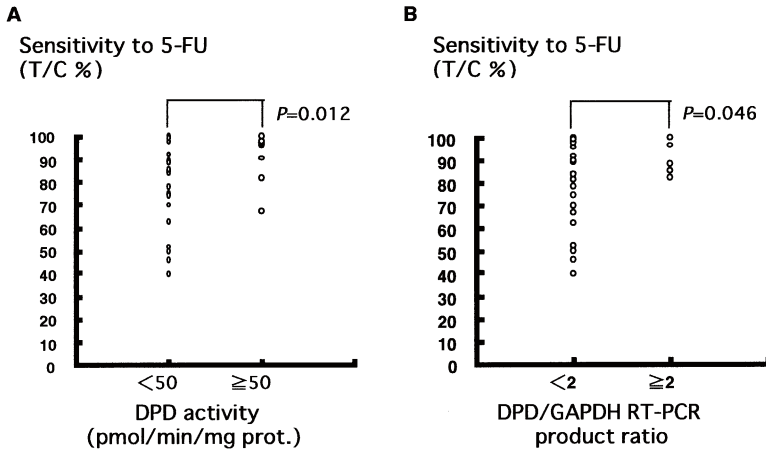 A
Sensitivity to 5-FU
(T/C %)
P=0.012
100
90
80
70
60
50
40
30
20
10
0
<50
≧50
DPD activity
(pmol/min/mg prot.)
B
Sensitivity to 5-FU
(T/C %)
P=0.046
100
90
80
70
60
50
40
30
20
10
0
<2
≧2
DPD/GAPDH RT-PCR
product ratio